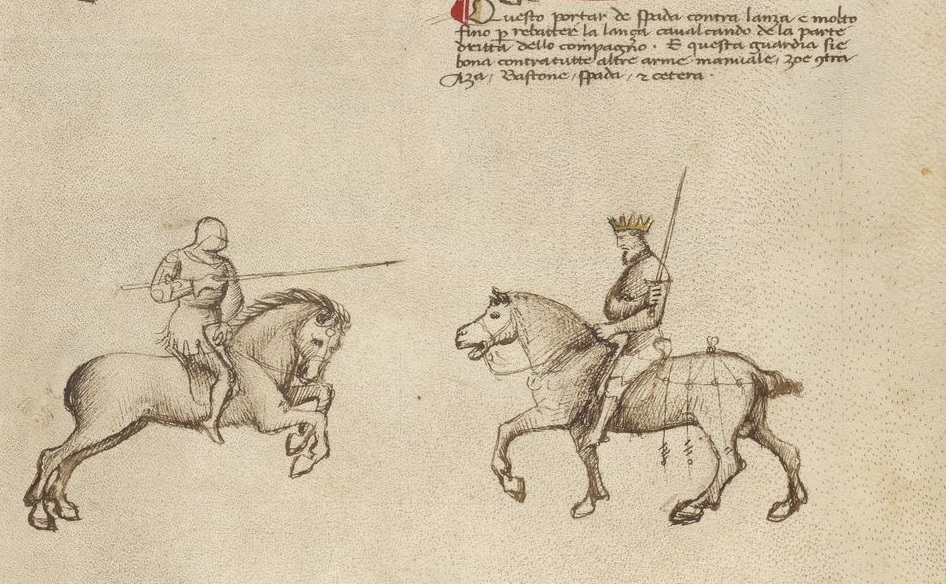 Questo portar de spada contra lanza e molto
fino p rebatter la lanza cavalcando de la parte
dritta dello compagno. E questa guardia sie
bona contra tutte altre arme manuale, zoe 9tra
Aza, Bastone, spada, ⁊ cetera.